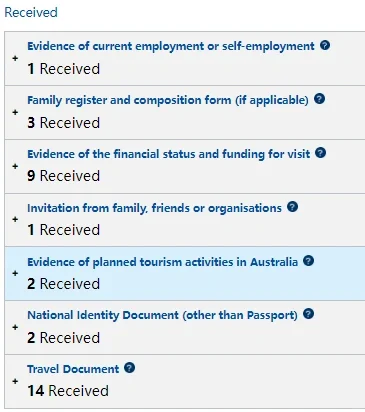 Received
Evidence of current employment or self-employment ?
+
1 Received
Family register and composition form (if applicable) ?
+
3 Received
Evidence of the financial status and funding for visit ?
+
9 Received
Invitation from family, friends or organisations ?
+
1 Received
Evidence of planned tourism activities in Australia ?
+
2 Received
National Identity Document (other than Passport) ?
+
2 Received
Travel Document ?
+
14 Received